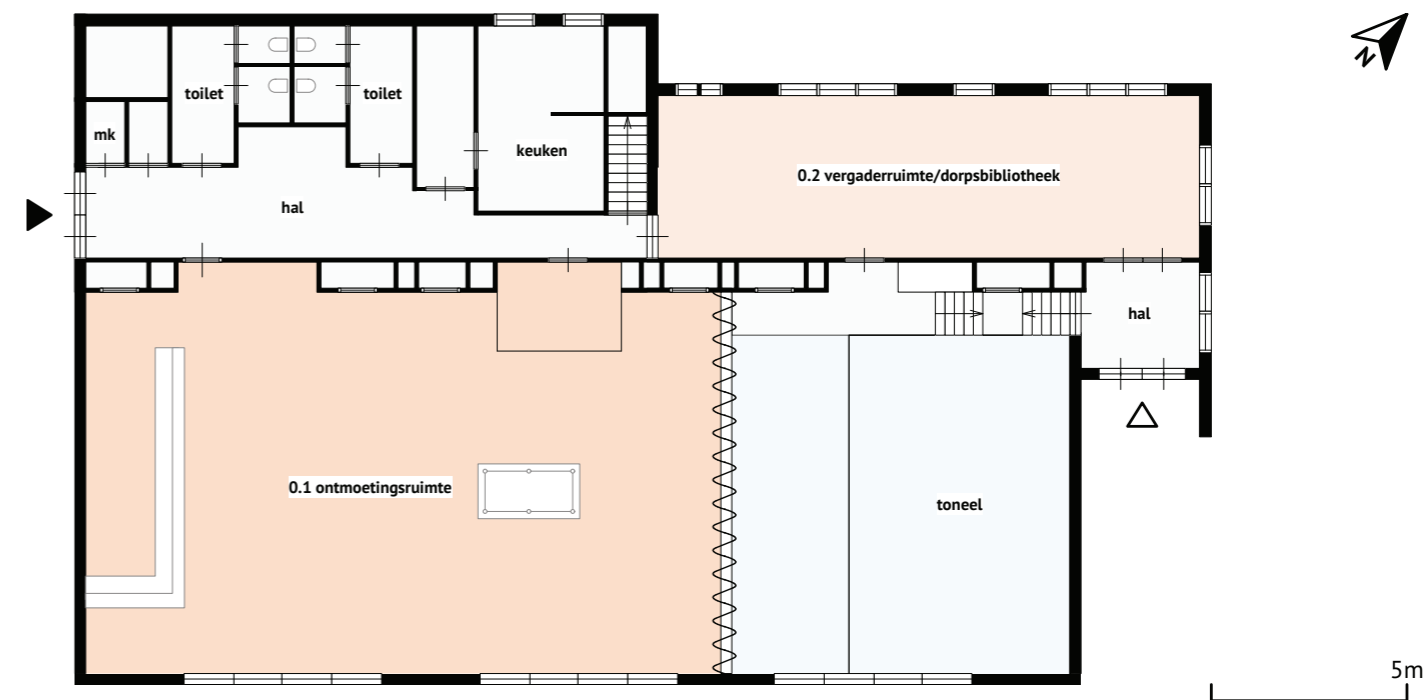 N
toilet
toilet
mk
keuken
0.2 vergaderruimte/dorpsbibliotheek
hal
hal
0.1 ontmoetingsruimte
toneel
5m